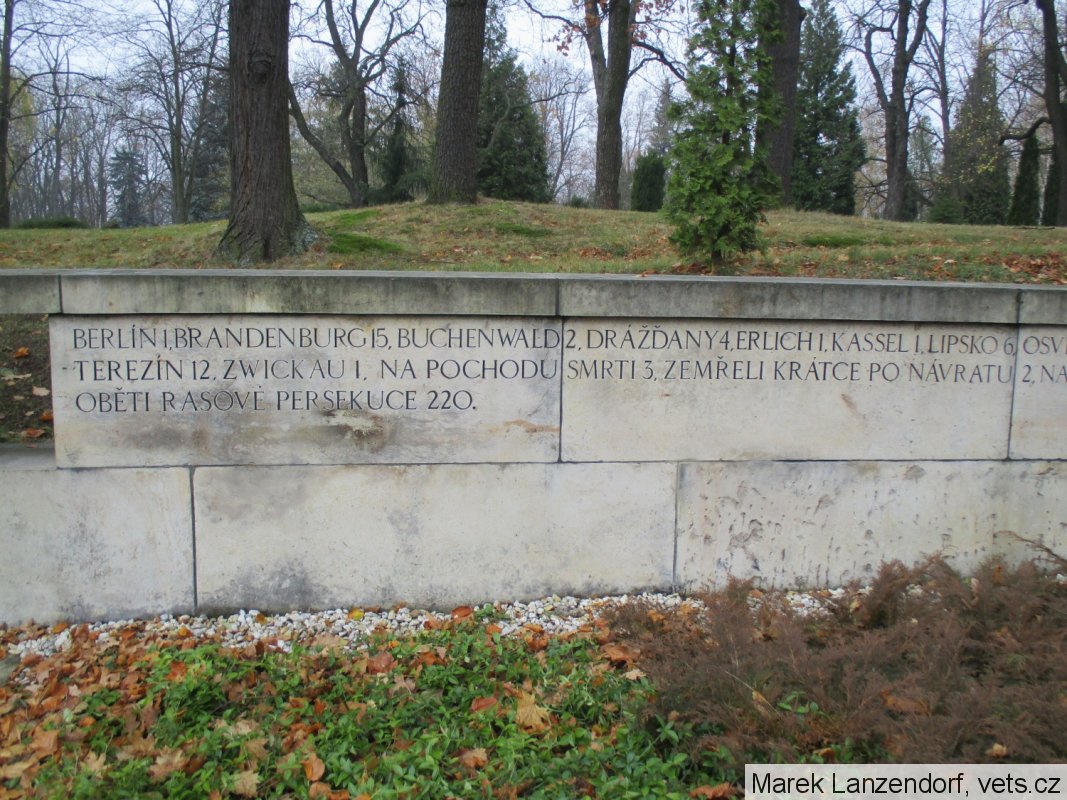 BERLÍN 1, BRANDENBURG 15, BUCHENWALD 2, DRÁŽĎANY 4, ERLICH 1, KASSEL 1, LIPSKO 6, OSV
TEREZÍN 12, ZWICKAU 1. NA POCHODU SMRTI 3, ZEMŘELI KRÁTCE PO NÁVRATU 2, NA
OBĚTI RASOVÉ PERSEKUCE 220.
Marek Lanzendorf, vets.cz